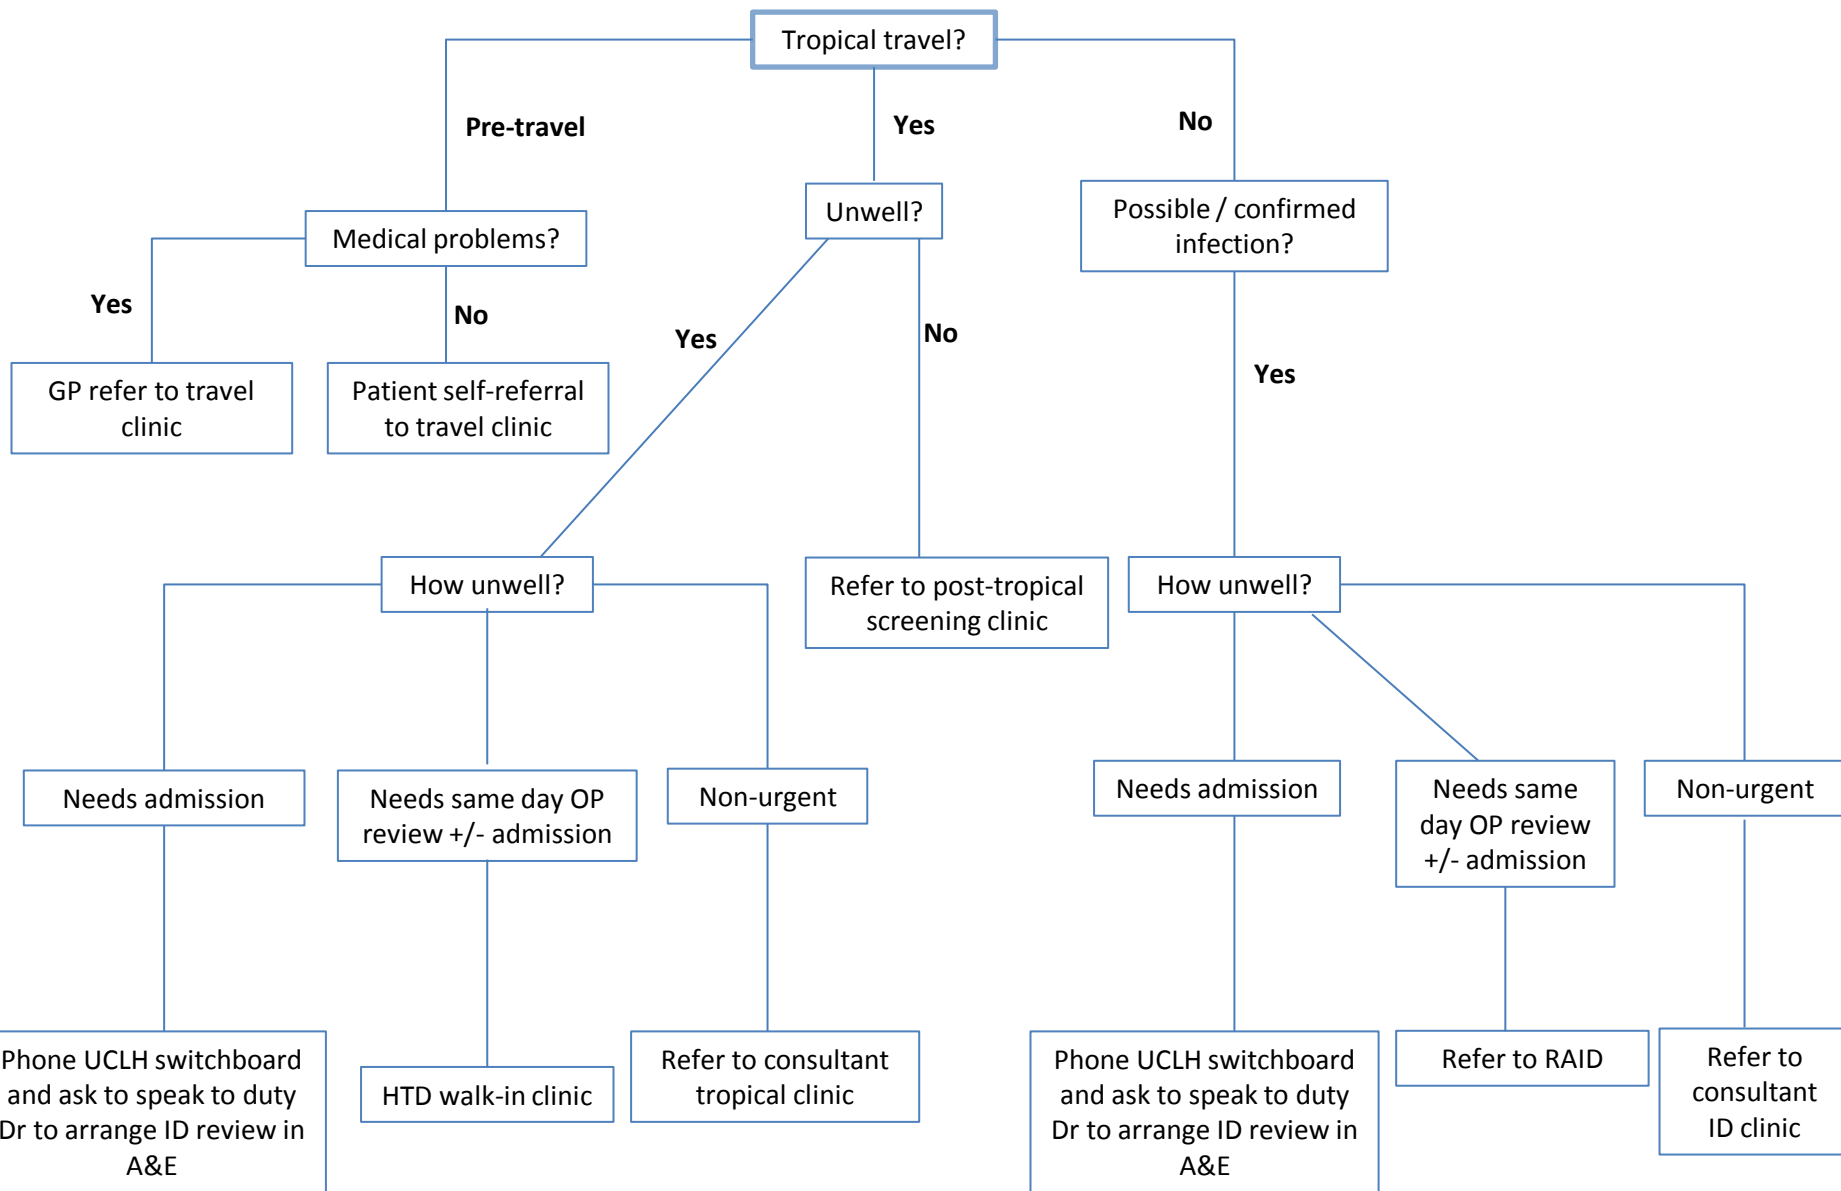 Tropical travel?
Pre-travel
Yes
No
Medical problems?
Unwell?
Possible / confirmed
infection?
Yes
No
Yes
No
Yes
GP refer to travel
clinic
Patient self-referral
to travel clinic
How unwell?
Refer to post-tropical
screening clinic
How unwell?
Needs admission
Needs same day OP
review +/- admission
Non-urgent
Needs admission
Needs same
day OP review
+/- admission
Non-urgent
Phone UCLH switchboard
and ask to speak to duty
Dr to arrange ID review in
A&E
HTD walk-in clinic
Refer to consultant
tropical clinic
Phone UCLH switchboard
and ask to speak to duty
Dr to arrange ID review in
A&E
Refer to RAID
Refer to
consultant
ID clinic